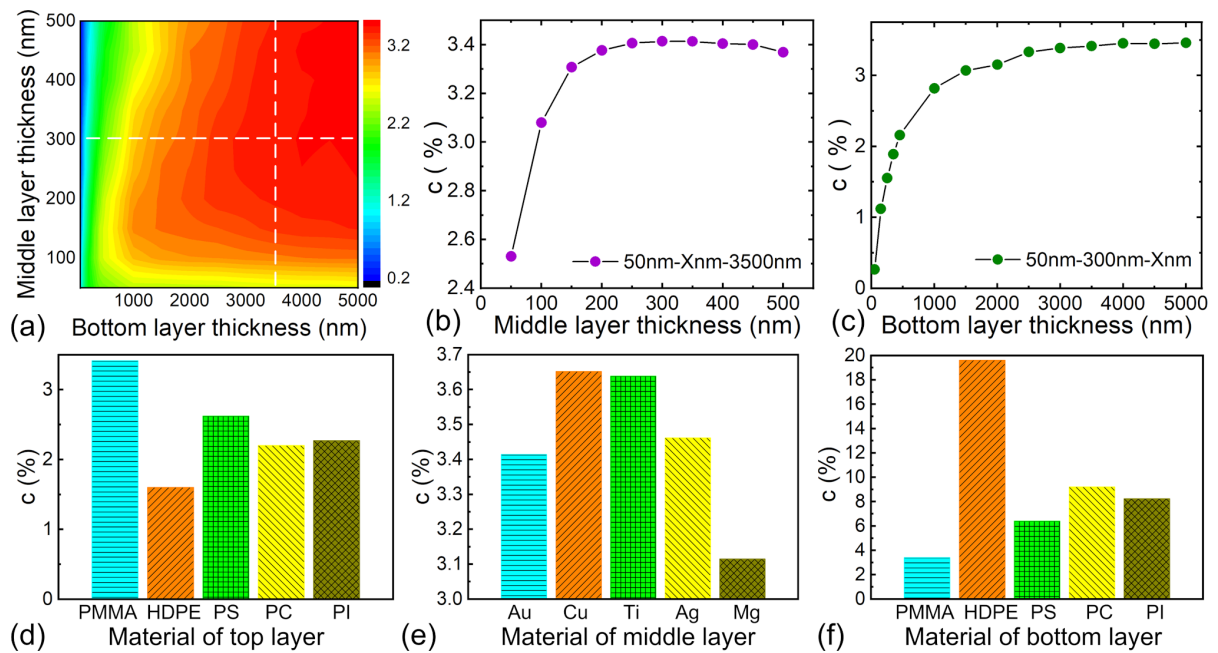 500
400
300
200
100
1000 2000 3000 4000 5000
Middle layer thickness (nm)
Bottom layer thickness (nm)
3.2
2.2
1.2
0.2
(a)
3.4
3.2
3.0
2.8
2.6
2.4
0 100 200 300 400 500
c ( % )
50nm-Xnm-3500nm
(b) Middle layer thickness (nm)
3
2
1
0
0 1000 2000 3000 4000 5000
c ( % )
50nm-300nm-Xnm
(c) Bottom layer thickness (nm)
3
2
1
0
c (%)
PMMA HDPE PS PC PI
(d) Material of top layer
3.7
3.6
3.5
3.4
3.3
3.2
3.1
3.0
c (%)
Au Cu Ti Ag Mg
(e) Material of middle layer
20
18
16
14
12
10
8
6
4
2
0
c (%)
PMMA HDPE PS PC PI
(f) Material of bottom layer